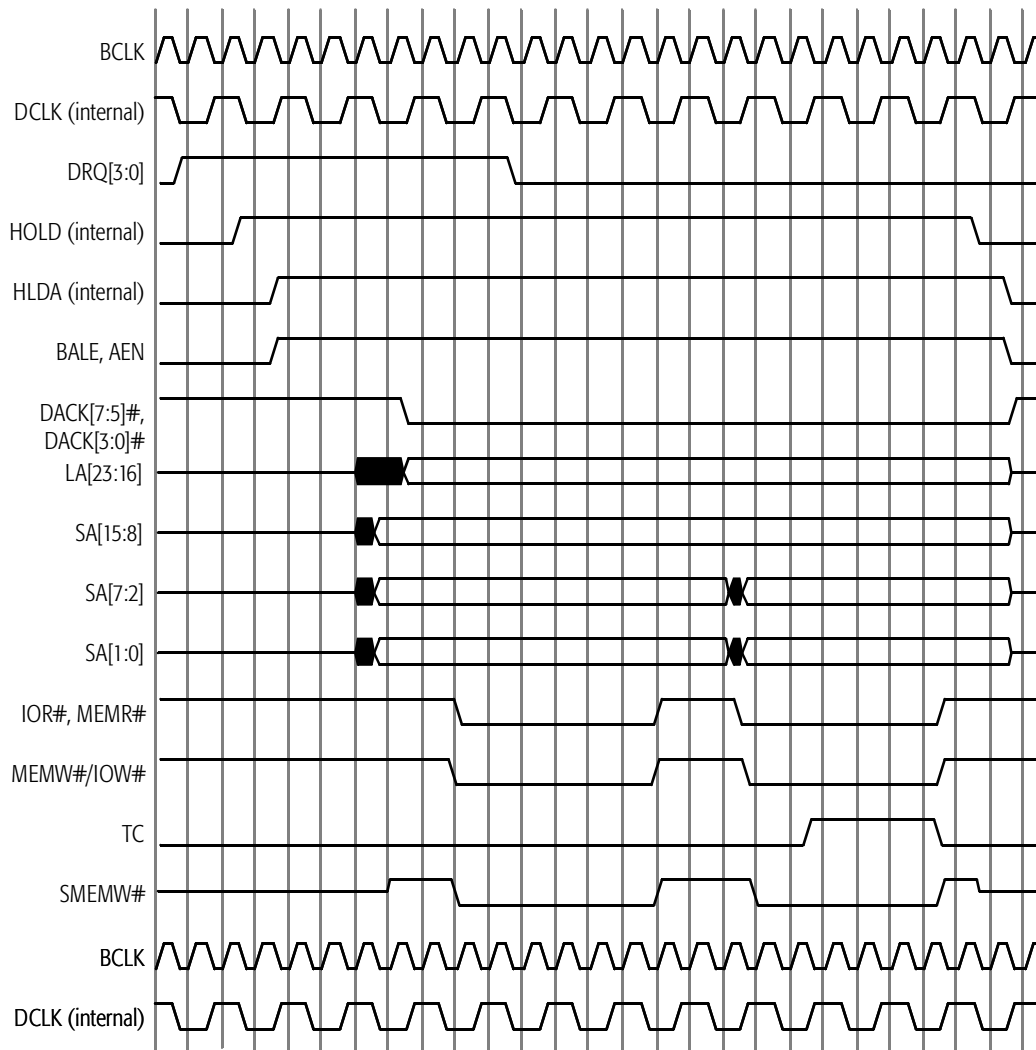 BCLK
DCLK (internal)
DRQ[3:0]
HOLD (internal)
HLDA (internal)
BALE, AEN
DACK[7:5]#,
DACK[3:0]#
LA[23:16]
SA[15:8]
SA[7:2]
SA[1:0]
IOR#, MEMR#
MEMW#/IOW#
TC
SMEMW#
BCLK
DCLK (internal)